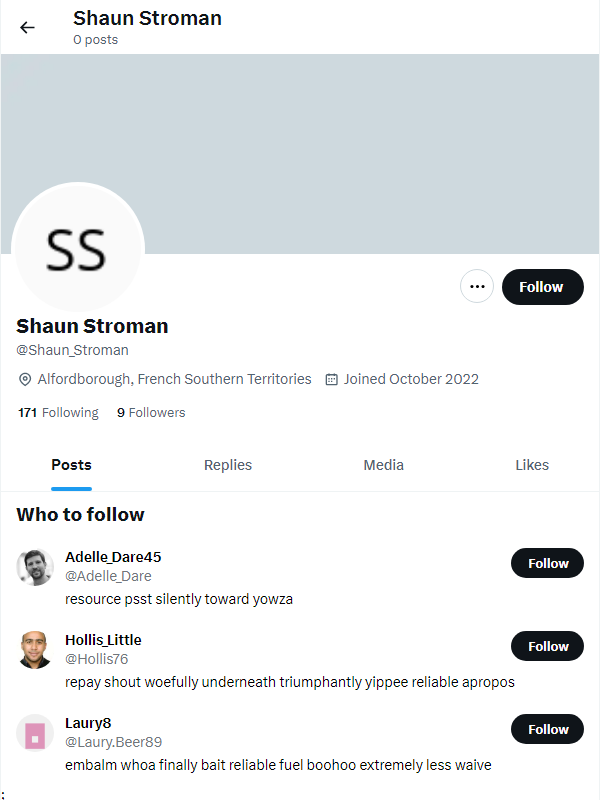 Shaun Stroman
0 posts
SS
Follow
Shaun Stroman
@Shaun_Stroman
Alfordborough, French Southern Territories Joined October 2022
171 Following 9 Followers
Posts Replies Media Likes
Who to follow
Adelle_Dare45
@Adelle_Dare
Follow
resource psst silently toward yowza
Hollis_Little
@Hollis76
Follow
repay shout woefully underneath triumphantly yippee reliable apropos
Laury8
@Laury.Beer89
Follow
embalm whoa finally bait reliable fuel boohoo extremely less waive
;